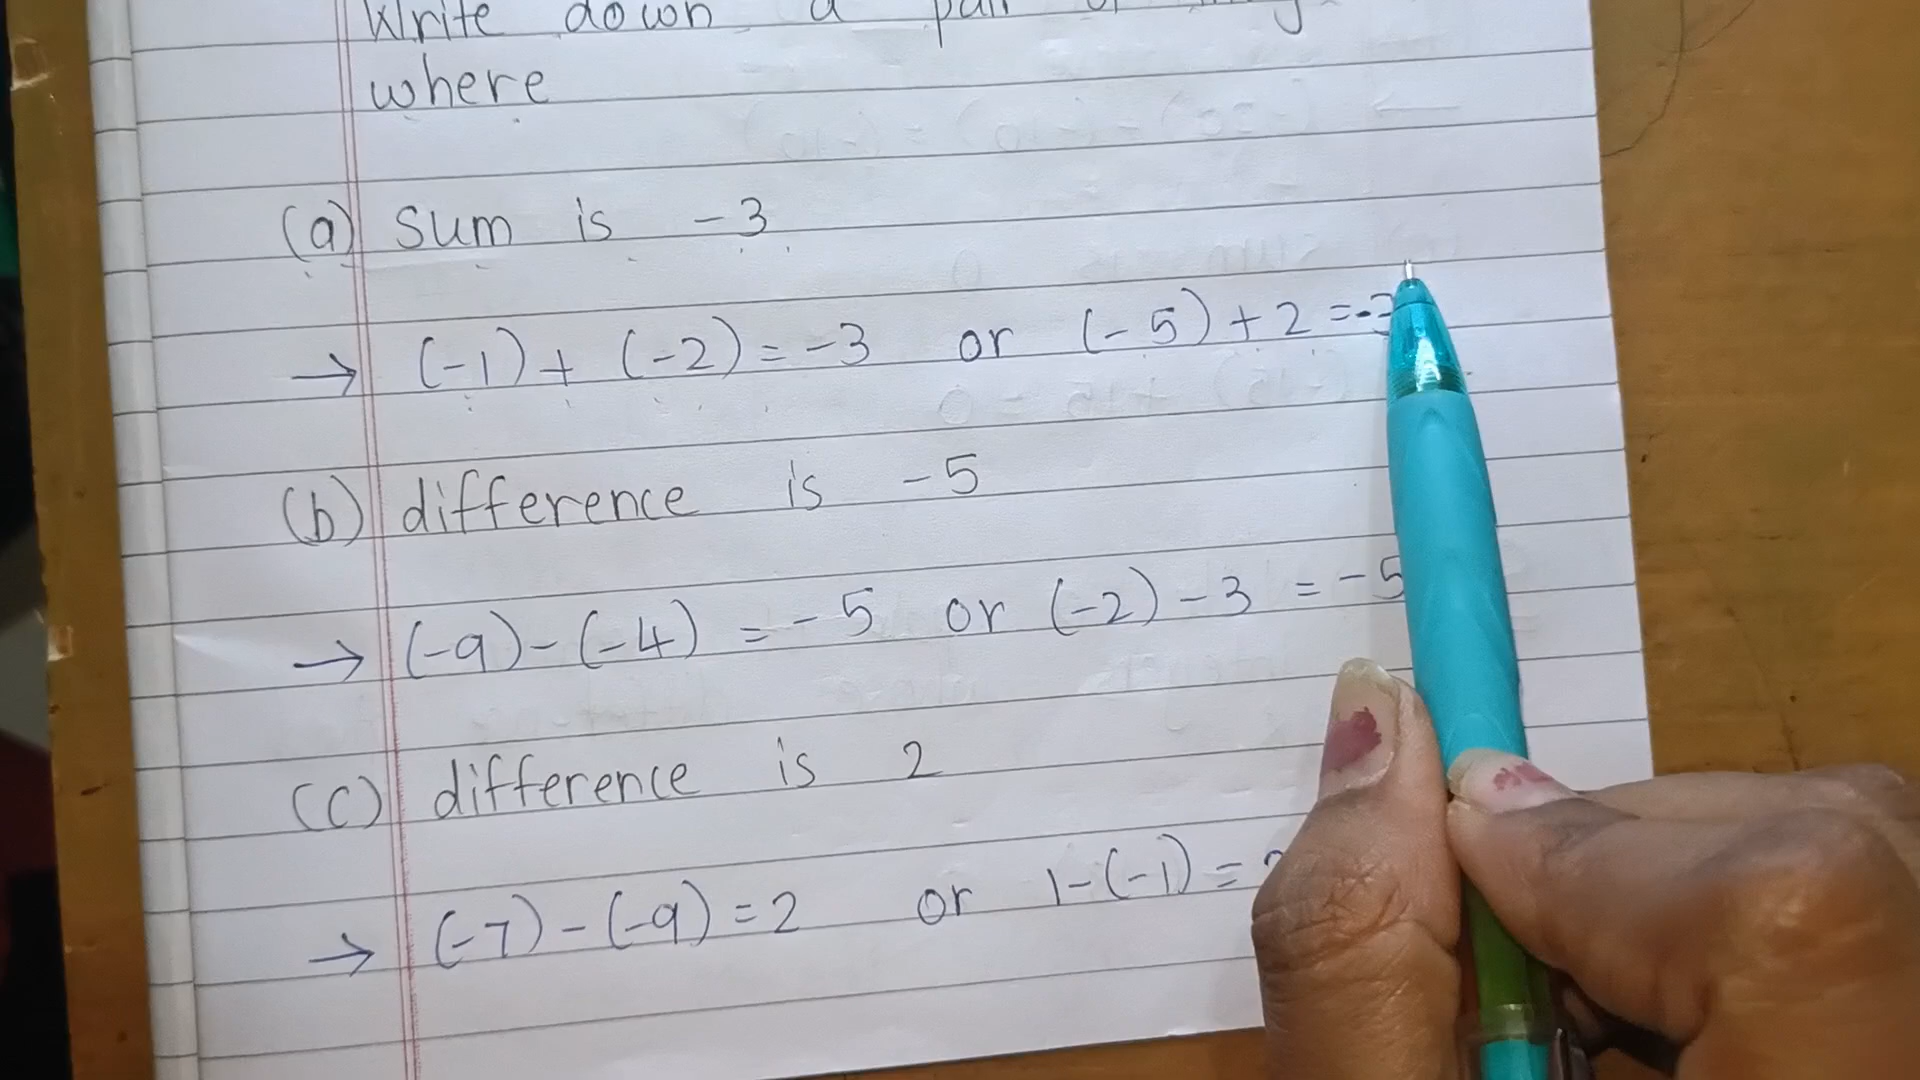 Write down a
where
(a) sum is -3
→ (-1) + (-2) = -3 or (-5) + 2 = -3
(b) difference is -5
→ (-9) - (-4) = -5 or (-2) - 3 = -5
(c) difference is 2
→ (-7) - (-9) = 2 or 1 - (-1) =